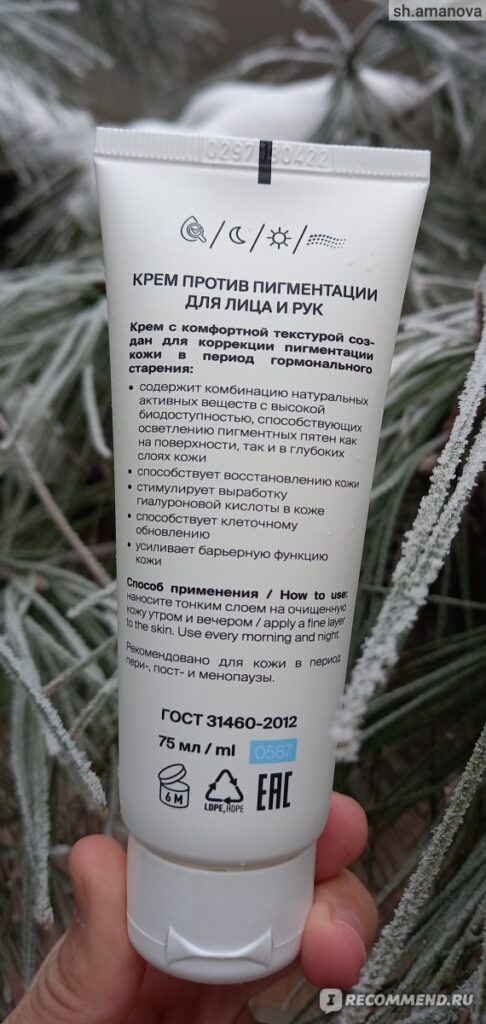 sh.amanova
0297 30422
КРЕМ ПРОТИВ ПИГМЕНТАЦИИ
ДЛЯ ЛИЦА И РУК
Крем с комфортной текстурой соз-
дан для коррекции пигментации
кожи в период гормонального
старения:
• содержит комбинацию натуральных
активных веществ с высокой
биодоступностью, способствующих
осветлению пигментных пятен как
на поверхности, так и в глубоких
слоях кожи
• способствует восстановлению кожи
• стимулирует выработку
гиалуроновой кислоты в коже
• способствует клеточному
обновлению
• усиливает барьерную функцию
кожи
Способ применения / How to use:
наносите тонким слоем на очищенную
кожу утром и вечером / apply a fine layer
to the skin. Use every morning and night.
Рекомендовано для кожи в период
пери-, пост- и менопаузы.
ГОСТ 31460-2012
75 мл / ml 0587
6 M
LDPE, HDPE
EAC
I RECOMMEND.RU